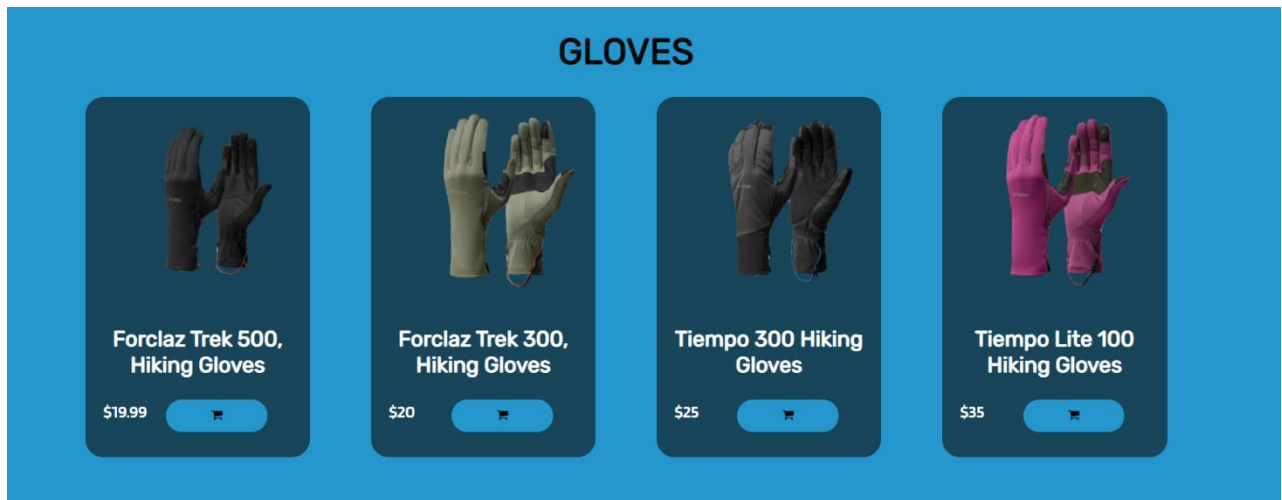 GLOVES
Forclaz Trek 500,
Hiking Gloves
$19.99
Forclaz Trek 300,
Hiking Gloves
$20
Tiempo 300 Hiking
Gloves
$25
Tiempo Lite 100
Hiking Gloves
$35